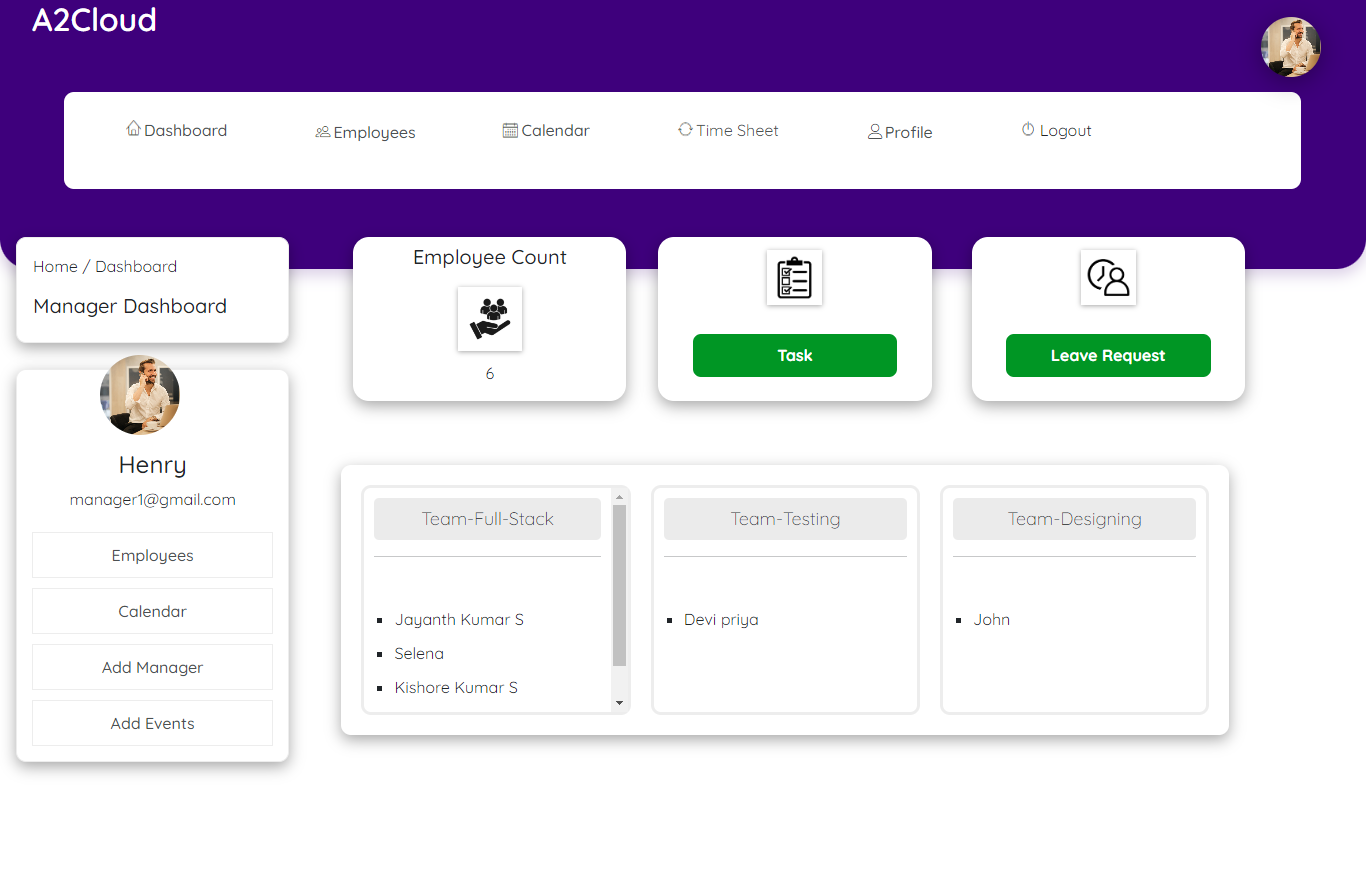 A2Cloud
Dashboard
Employees
Calendar
Time Sheet
Profile
Logout
Home / Dashboard
Manager Dashboard
Henry
manager1@gmail.com
Employees
Calendar
Add Manager
Add Events
Employee Count
6
Task
Leave Request
Team-Full-Stack
Jayanth Kumar S
Selena
Kishore Kumar S
Team-Testing
Devi priya
Team-Designing
John